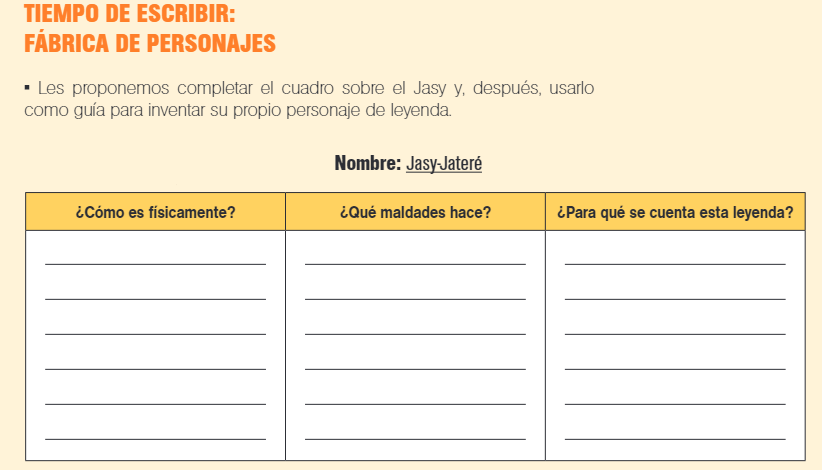 TIEMPO DE ESCRIBIR:
FÁBRICA DE PERSONAJES
▪ Les proponemos completar el cuadro sobre el Jasy y, después, usarlo
como guía para inventar su propio personaje de leyenda.
Nombre: Jasy-Jateré
¿Cómo es físicamente?
¿Qué maldades hace?
¿Para qué se cuenta esta leyenda?